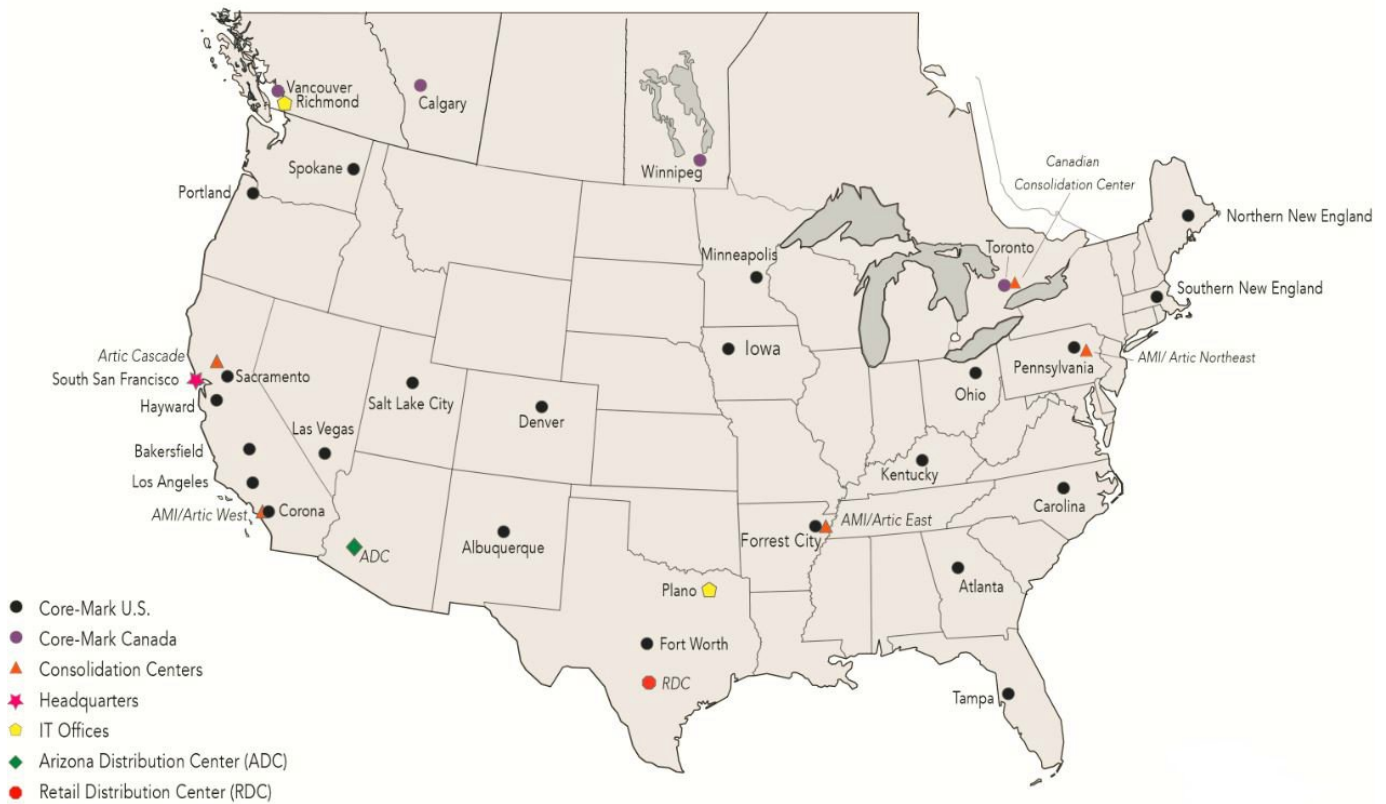 Vancouver
Richmond
Calgary
Winnipeg
Spokane
Portland
Canadian
Consolidation Center
Toronto
Northern New England
Minneapolis
Southern New England
Iowa
Artic Cascade
South San Francisco
Sacramento
Hayward
Salt Lake City
Denver
Ohio
Pennsylvania
AMI/ Artic Northeast
Las Vegas
Bakersfield
Los Angeles
AMI/Artic West
Corona
ADC
Albuquerque
Kentucky
Carolina
AMI/Artic East
Forrest City
Atlanta
Plano
Fort Worth
RDC
Tampa
Core-Mark U.S.
Core-Mark Canada
Consolidation Centers
Headquarters
IT Offices
Arizona Distribution Center (ADC)
Retail Distribution Center (RDC)